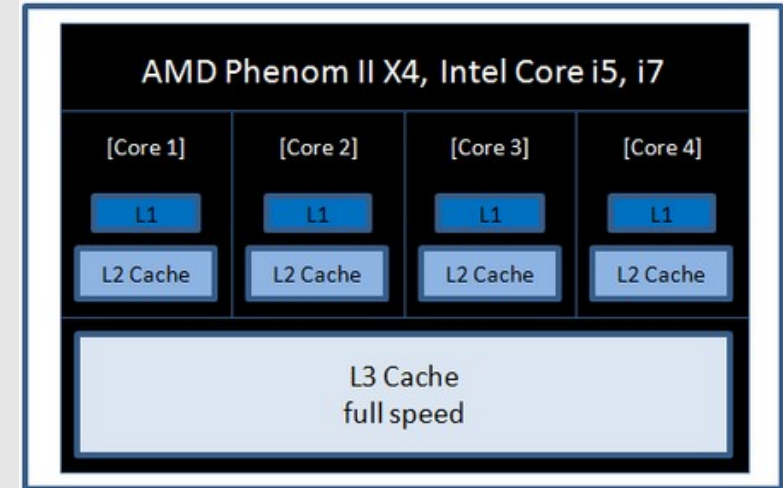 AMD Phenom II X4, Intel Core i5, i7
[Core 1] [Core 2] [Core 3] [Core 4]
L1 L1 L1 L1
L2 Cache L2 Cache L2 Cache L2 Cache
L3 Cache
full speed